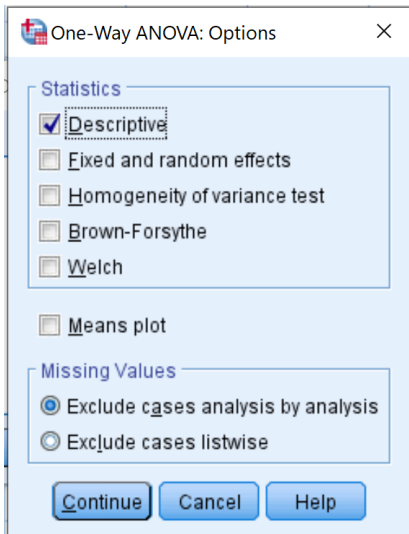 One-Way ANOVA: Options
Statistics
Descriptive
Fixed and random effects
Homogeneity of variance test
Brown-Forsythe
Welch
Means plot
Missing Values
Exclude cases analysis by analysis
Exclude cases listwise
Continue Cancel Help